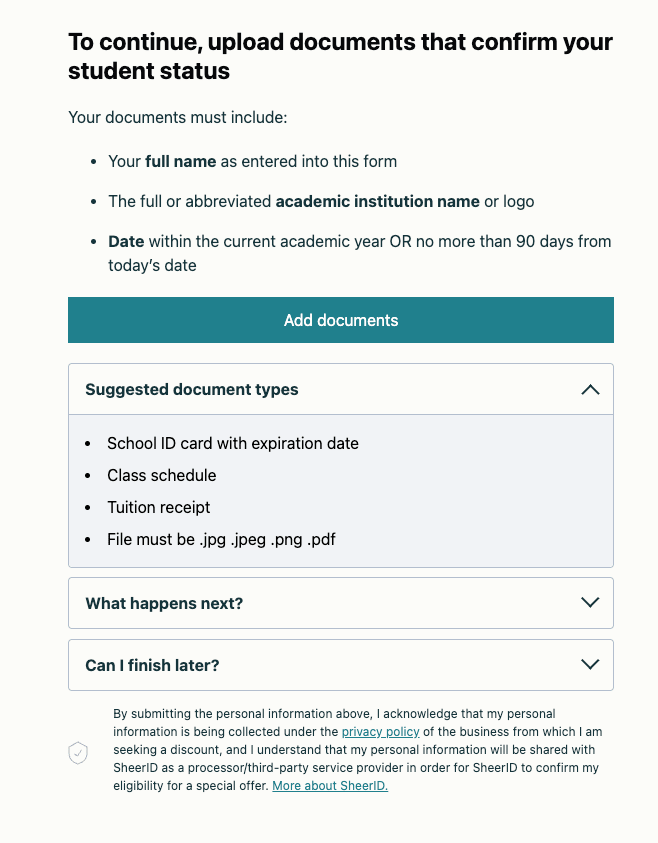 To continue, upload documents that confirm your
student status
Your documents must include:
• Your full name as entered into this form
• The full or abbreviated academic institution name or logo
• Date within the current academic year OR no more than 90 days from
today’s date
Add documents
Suggested document types
• School ID card with expiration date
• Class schedule
• Tuition receipt
• File must be .jpg .jpeg .png .pdf
What happens next?
Can I finish later?
By submitting the personal information above, I acknowledge that my personal
information is being collected under the privacy policy of the business from which I am
seeking a discount, and I understand that my personal information will be shared with
SheerID as a processor/third-party service provider in order for SheerID to confirm my
eligibility for a special offer. More about SheerID.